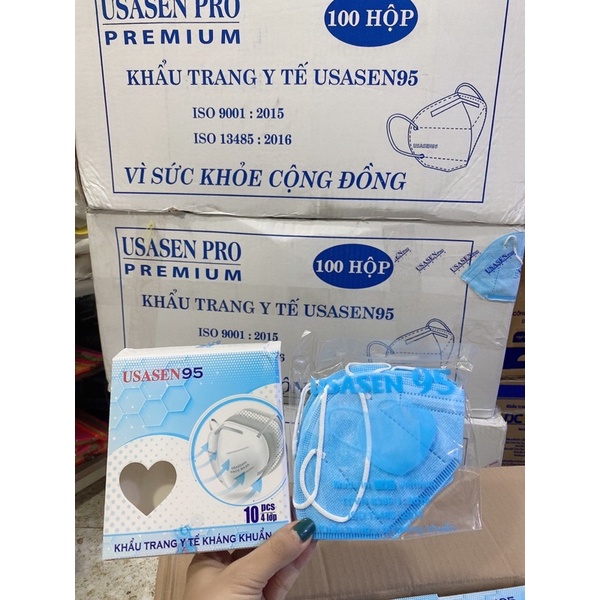 USASEN PRO
PREMIUM
100 HỘP
KHẨU TRANG Y TẾ USASEN95
ISO 9001 : 2015
ISO 13485 : 2016
USASEN95
VÌ SỨC KHỎE CỘNG ĐỒNG
USASEN PRO
PREMIUM
100 HỘP
KHẨU TRANG Y TẾ USASEN95
ISO 9001 : 2015
USASEN95
10 pcs
4 lớp
KHẨU TRANG Y TẾ KHÁNG KHUẨN
USASEN 95